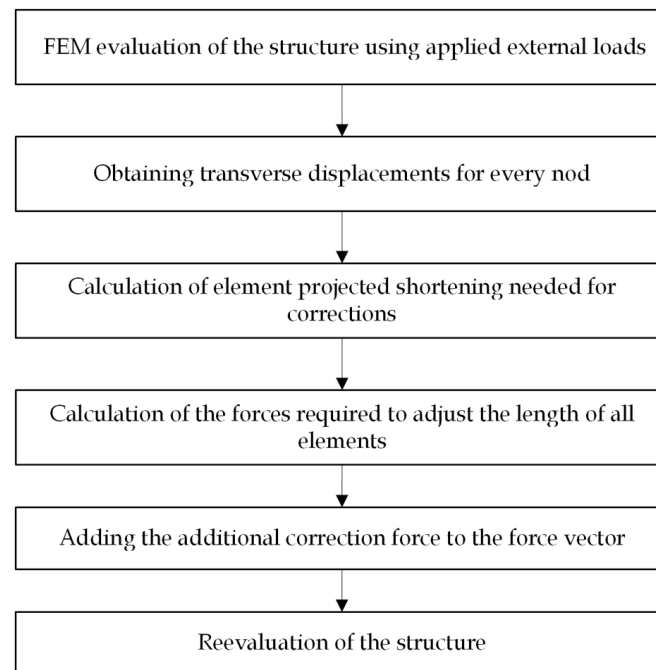 FEM evaluation of the structure using applied external loads
Obtaining transverse displacements for every nod
Calculation of element projected shortening needed for
corrections
Calculation of the forces required to adjust the length of all
elements
Adding the additional correction force to the force vector
Reevaluation of the structure